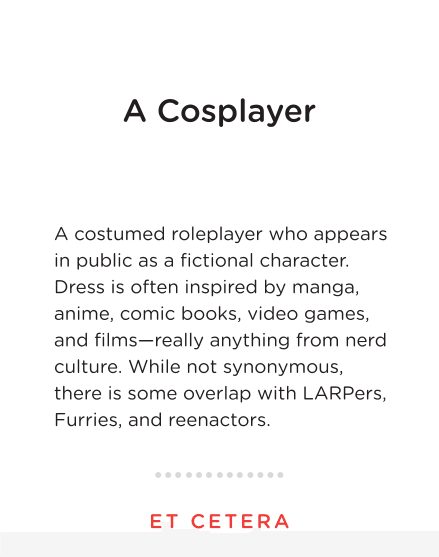 A Cosplayer
A costumed roleplayer who appears
in public as a fictional character.
Dress is often inspired by manga,
anime, comic books, video games,
and films—really anything from nerd
culture. While not synonymous,
there is some overlap with LARPers,
Furries, and reenactors.
ET CETERA